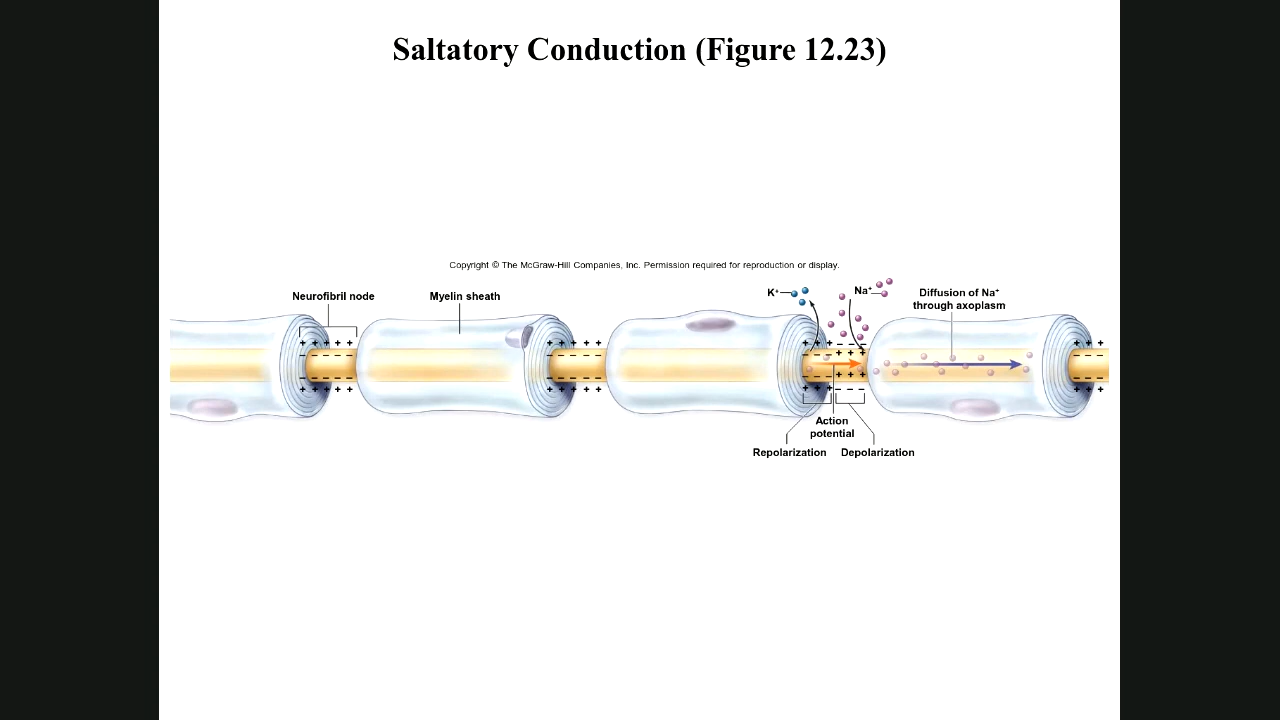 Saltatory Conduction (Figure 12.23)
Copyright © The McGraw-Hill Companies, Inc. Permission required for reproduction or display.
Neurofibril node
Myelin sheath
K⁺
Na⁺
Diffusion of Na⁺
through axoplasm
+ + + + +
– – – – –
– – – – –
+ + + + +
+ + + + +
– – – – –
– – – – –
+ + + + +
+ + + – – –
– – – + + +
– – – + + +
+ + + – – –
+ + +
– – –
– – –
+ + +
Action
potential
Repolarization
Depolarization